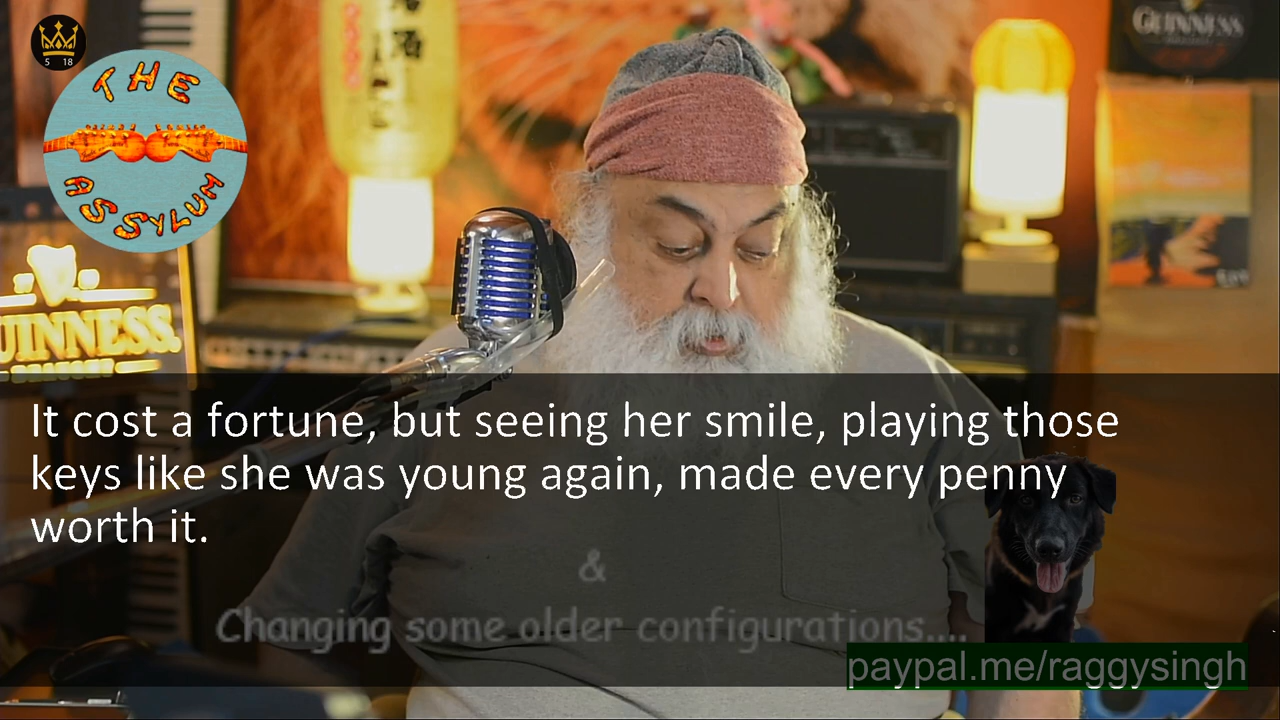 5 18
THE
ASSYLUM
GUINNESS
UINNESS.
It cost a fortune, but seeing her smile, playing those
keys like she was young again, made every penny
worth it.
&
Changing some older configurations....
paypal.me/raggysingh